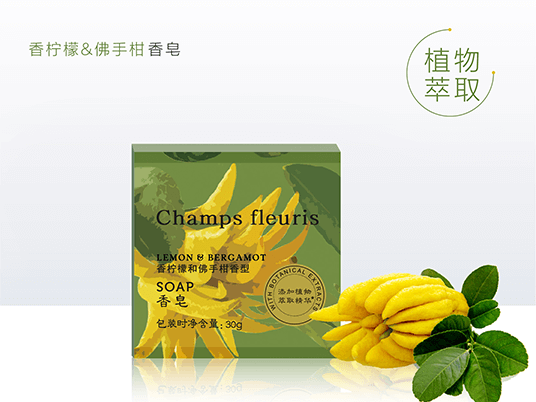 香柠檬&佛手柑香皂
植物
萃取
Champs fleuris
LEMON & BERGAMOT
香柠檬和佛手柑香型
SOAP
香皂
包装时净含量:30g
WITH BOTANICAL EXTRACTS
添加植物
萃取精华